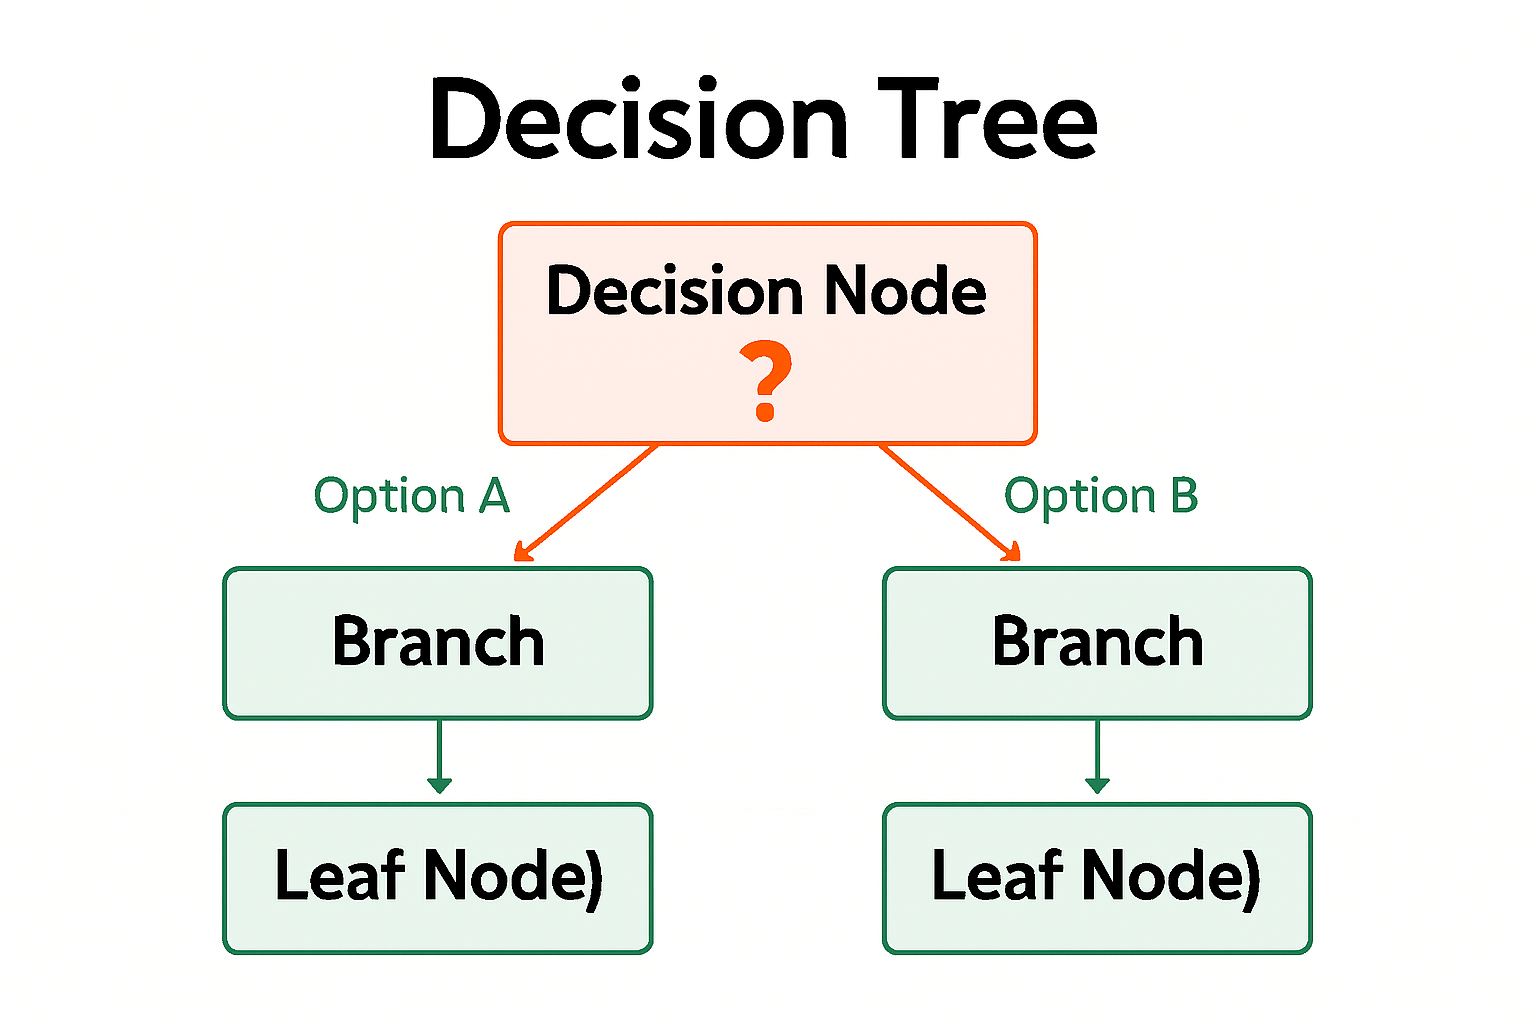 Decision Tree
Decision Node
?
Option A
Option B
Branch
Branch
Leaf Node)
Leaf Node)